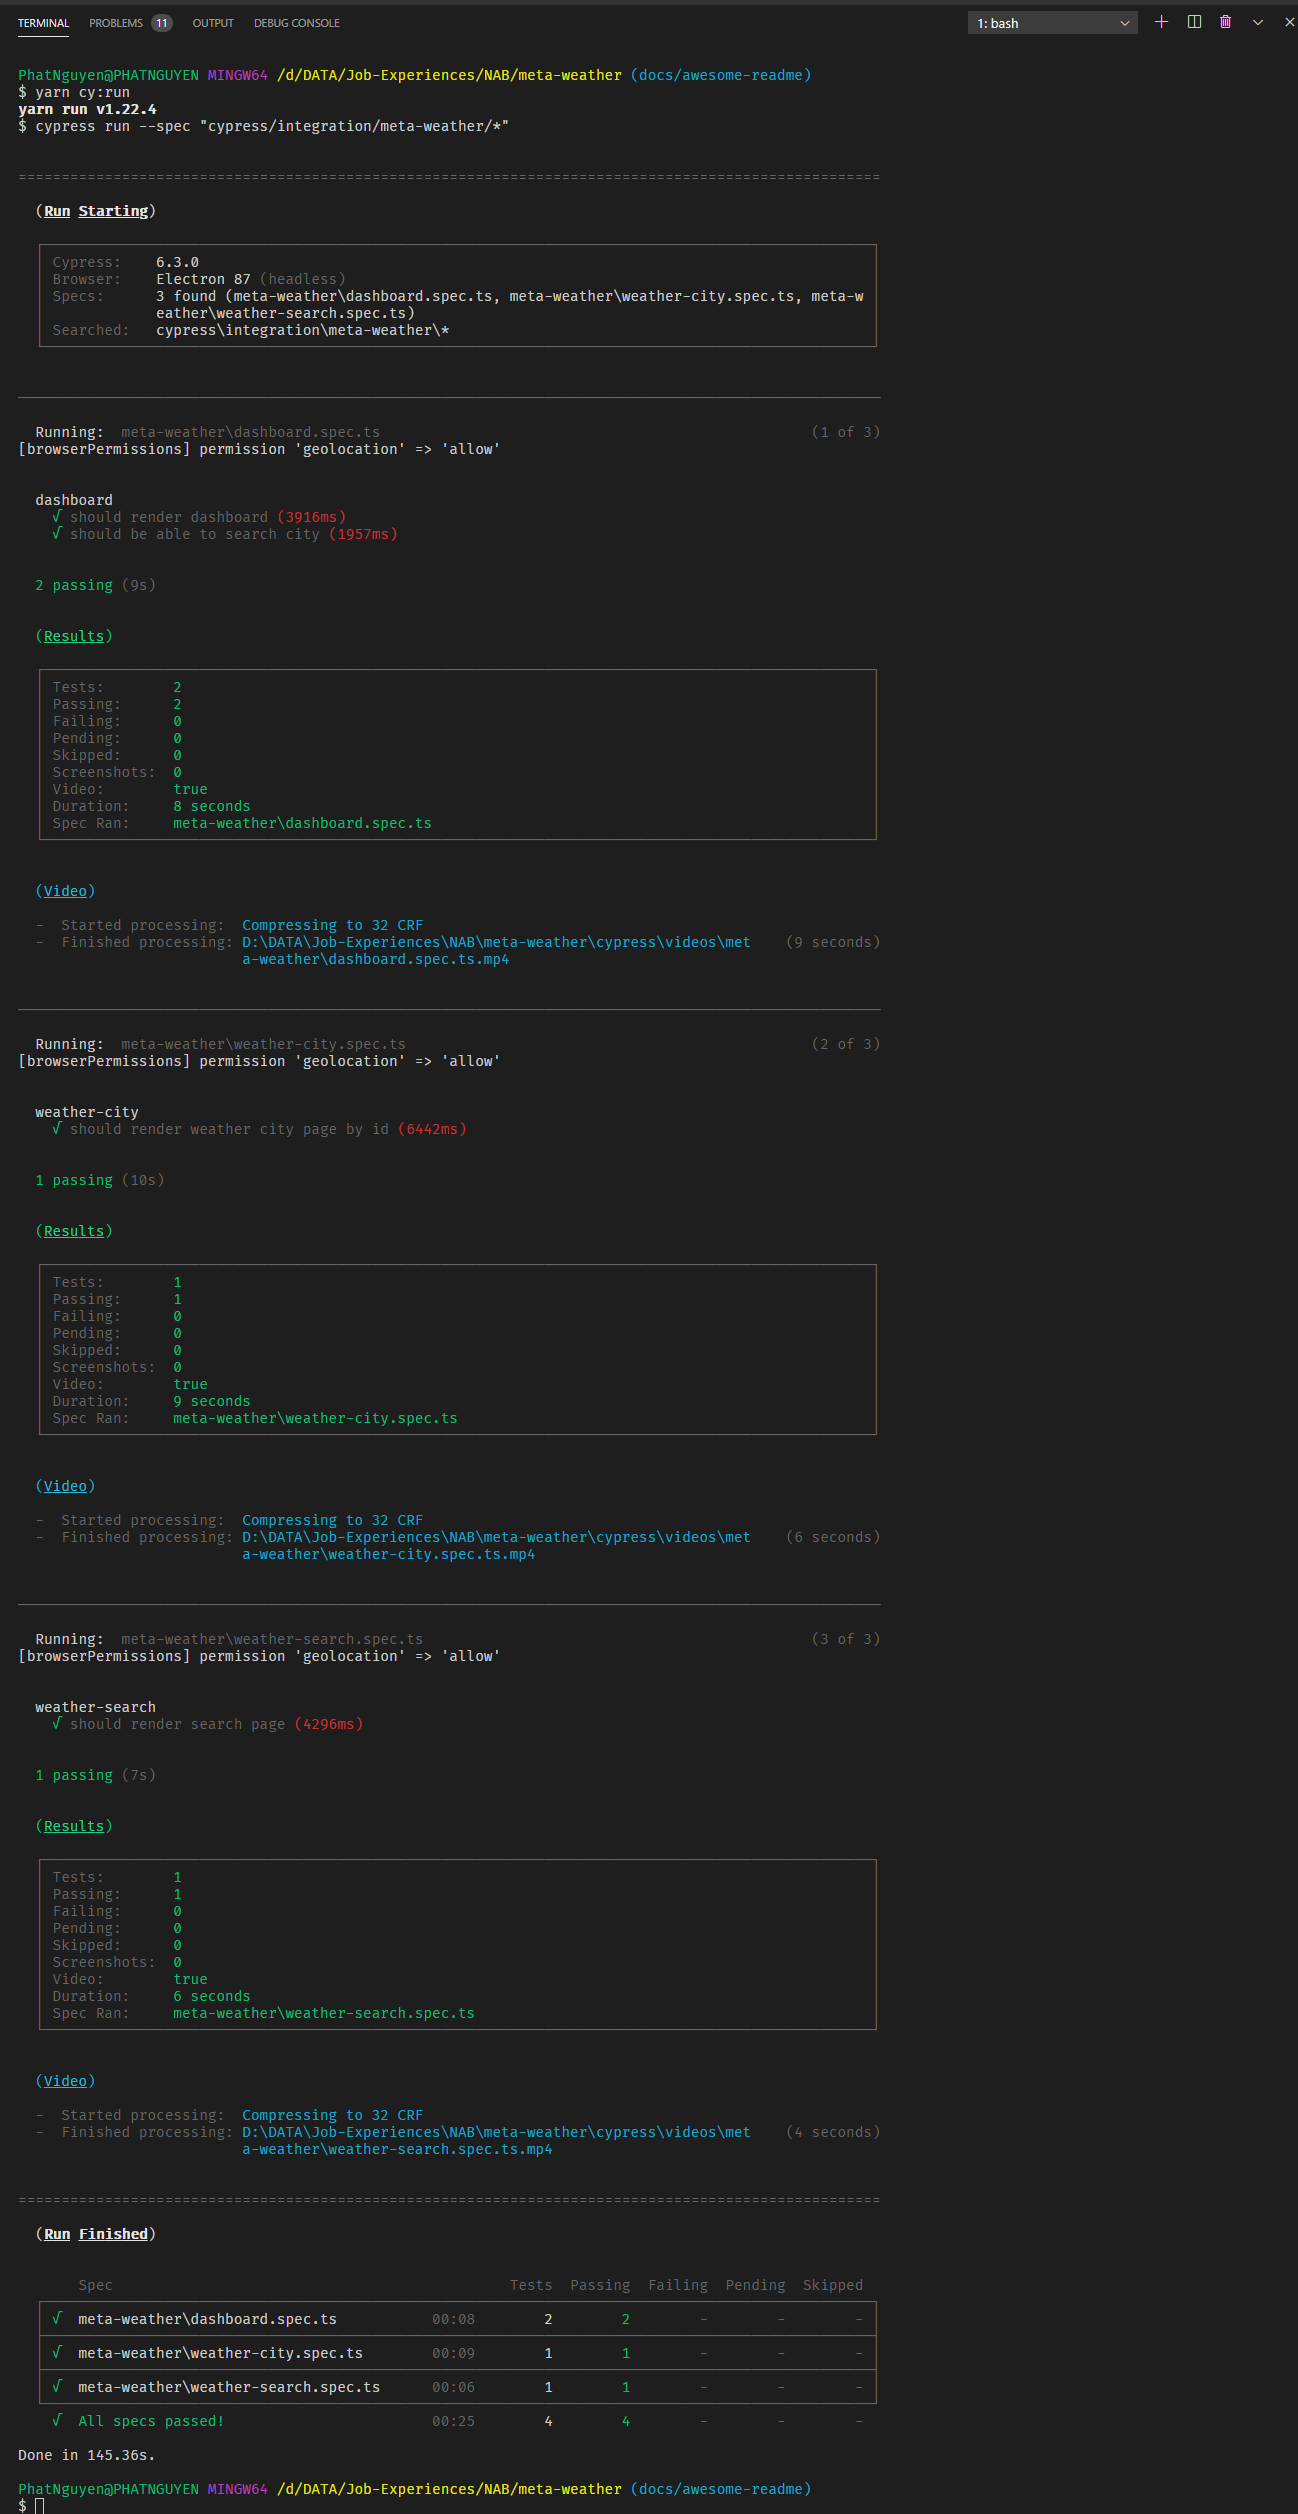 TERMINAL PROBLEMS 11 OUTPUT DEBUG CONSOLE 1: bash
PhatNguyen@PHATNGUYEN MINGW64 /d/DATA/Job-Experiences/NAB/meta-weather (docs/awesome-readme)
$ yarn cy:run
yarn run v1.22.4
$ cypress run --spec "cypress/integration/meta-weather/*"
====================================================================================================
(Run Starting)
Cypress: 6.3.0
Browser: Electron 87 (headless)
Specs: 3 found (meta-weather\dashboard.spec.ts, meta-weather\weather-city.spec.ts, meta-w
eather\weather-search.spec.ts)
Searched: cypress\integration\meta-weather\*
Running: meta-weather\dashboard.spec.ts (1 of 3)
[browserPermissions] permission 'geolocation' => 'allow'
dashboard
√ should render dashboard (3916ms)
√ should be able to search city (1957ms)
2 passing (9s)
(Results)
Tests: 2
Passing: 2
Failing: 0
Pending: 0
Skipped: 0
Screenshots: 0
Video: true
Duration: 8 seconds
Spec Ran: meta-weather\dashboard.spec.ts
(Video)
- Started processing: Compressing to 32 CRF
- Finished processing: D:\DATA\Job-Experiences\NAB\meta-weather\cypress\videos\met (9 seconds)
a-weather\dashboard.spec.ts.mp4
Running: meta-weather\weather-city.spec.ts (2 of 3)
[browserPermissions] permission 'geolocation' => 'allow'
weather-city
√ should render weather city page by id (6442ms)
1 passing (10s)
(Results)
Tests: 1
Passing: 1
Failing: 0
Pending: 0
Skipped: 0
Screenshots: 0
Video: true
Duration: 9 seconds
Spec Ran: meta-weather\weather-city.spec.ts
(Video)
- Started processing: Compressing to 32 CRF
- Finished processing: D:\DATA\Job-Experiences\NAB\meta-weather\cypress\videos\met (6 seconds)
a-weather\weather-city.spec.ts.mp4
Running: meta-weather\weather-search.spec.ts (3 of 3)
[browserPermissions] permission 'geolocation' => 'allow'
weather-search
√ should render search page (4296ms)
1 passing (7s)
(Results)
Tests: 1
Passing: 1
Failing: 0
Pending: 0
Skipped: 0
Screenshots: 0
Video: true
Duration: 6 seconds
Spec Ran: meta-weather\weather-search.spec.ts
(Video)
- Started processing: Compressing to 32 CRF
- Finished processing: D:\DATA\Job-Experiences\NAB\meta-weather\cypress\videos\met (4 seconds)
a-weather\weather-search.spec.ts.mp4
====================================================================================================
(Run Finished)
Spec Tests Passing Failing Pending Skipped
√ meta-weather\dashboard.spec.ts 00:08 2 2 - - -
√ meta-weather\weather-city.spec.ts 00:09 1 1 - - -
√ meta-weather\weather-search.spec.ts 00:06 1 1 - - -
√ All specs passed! 00:25 4 4 - - -
Done in 145.36s.
PhatNguyen@PHATNGUYEN MINGW64 /d/DATA/Job-Experiences/NAB/meta-weather (docs/awesome-readme)
$